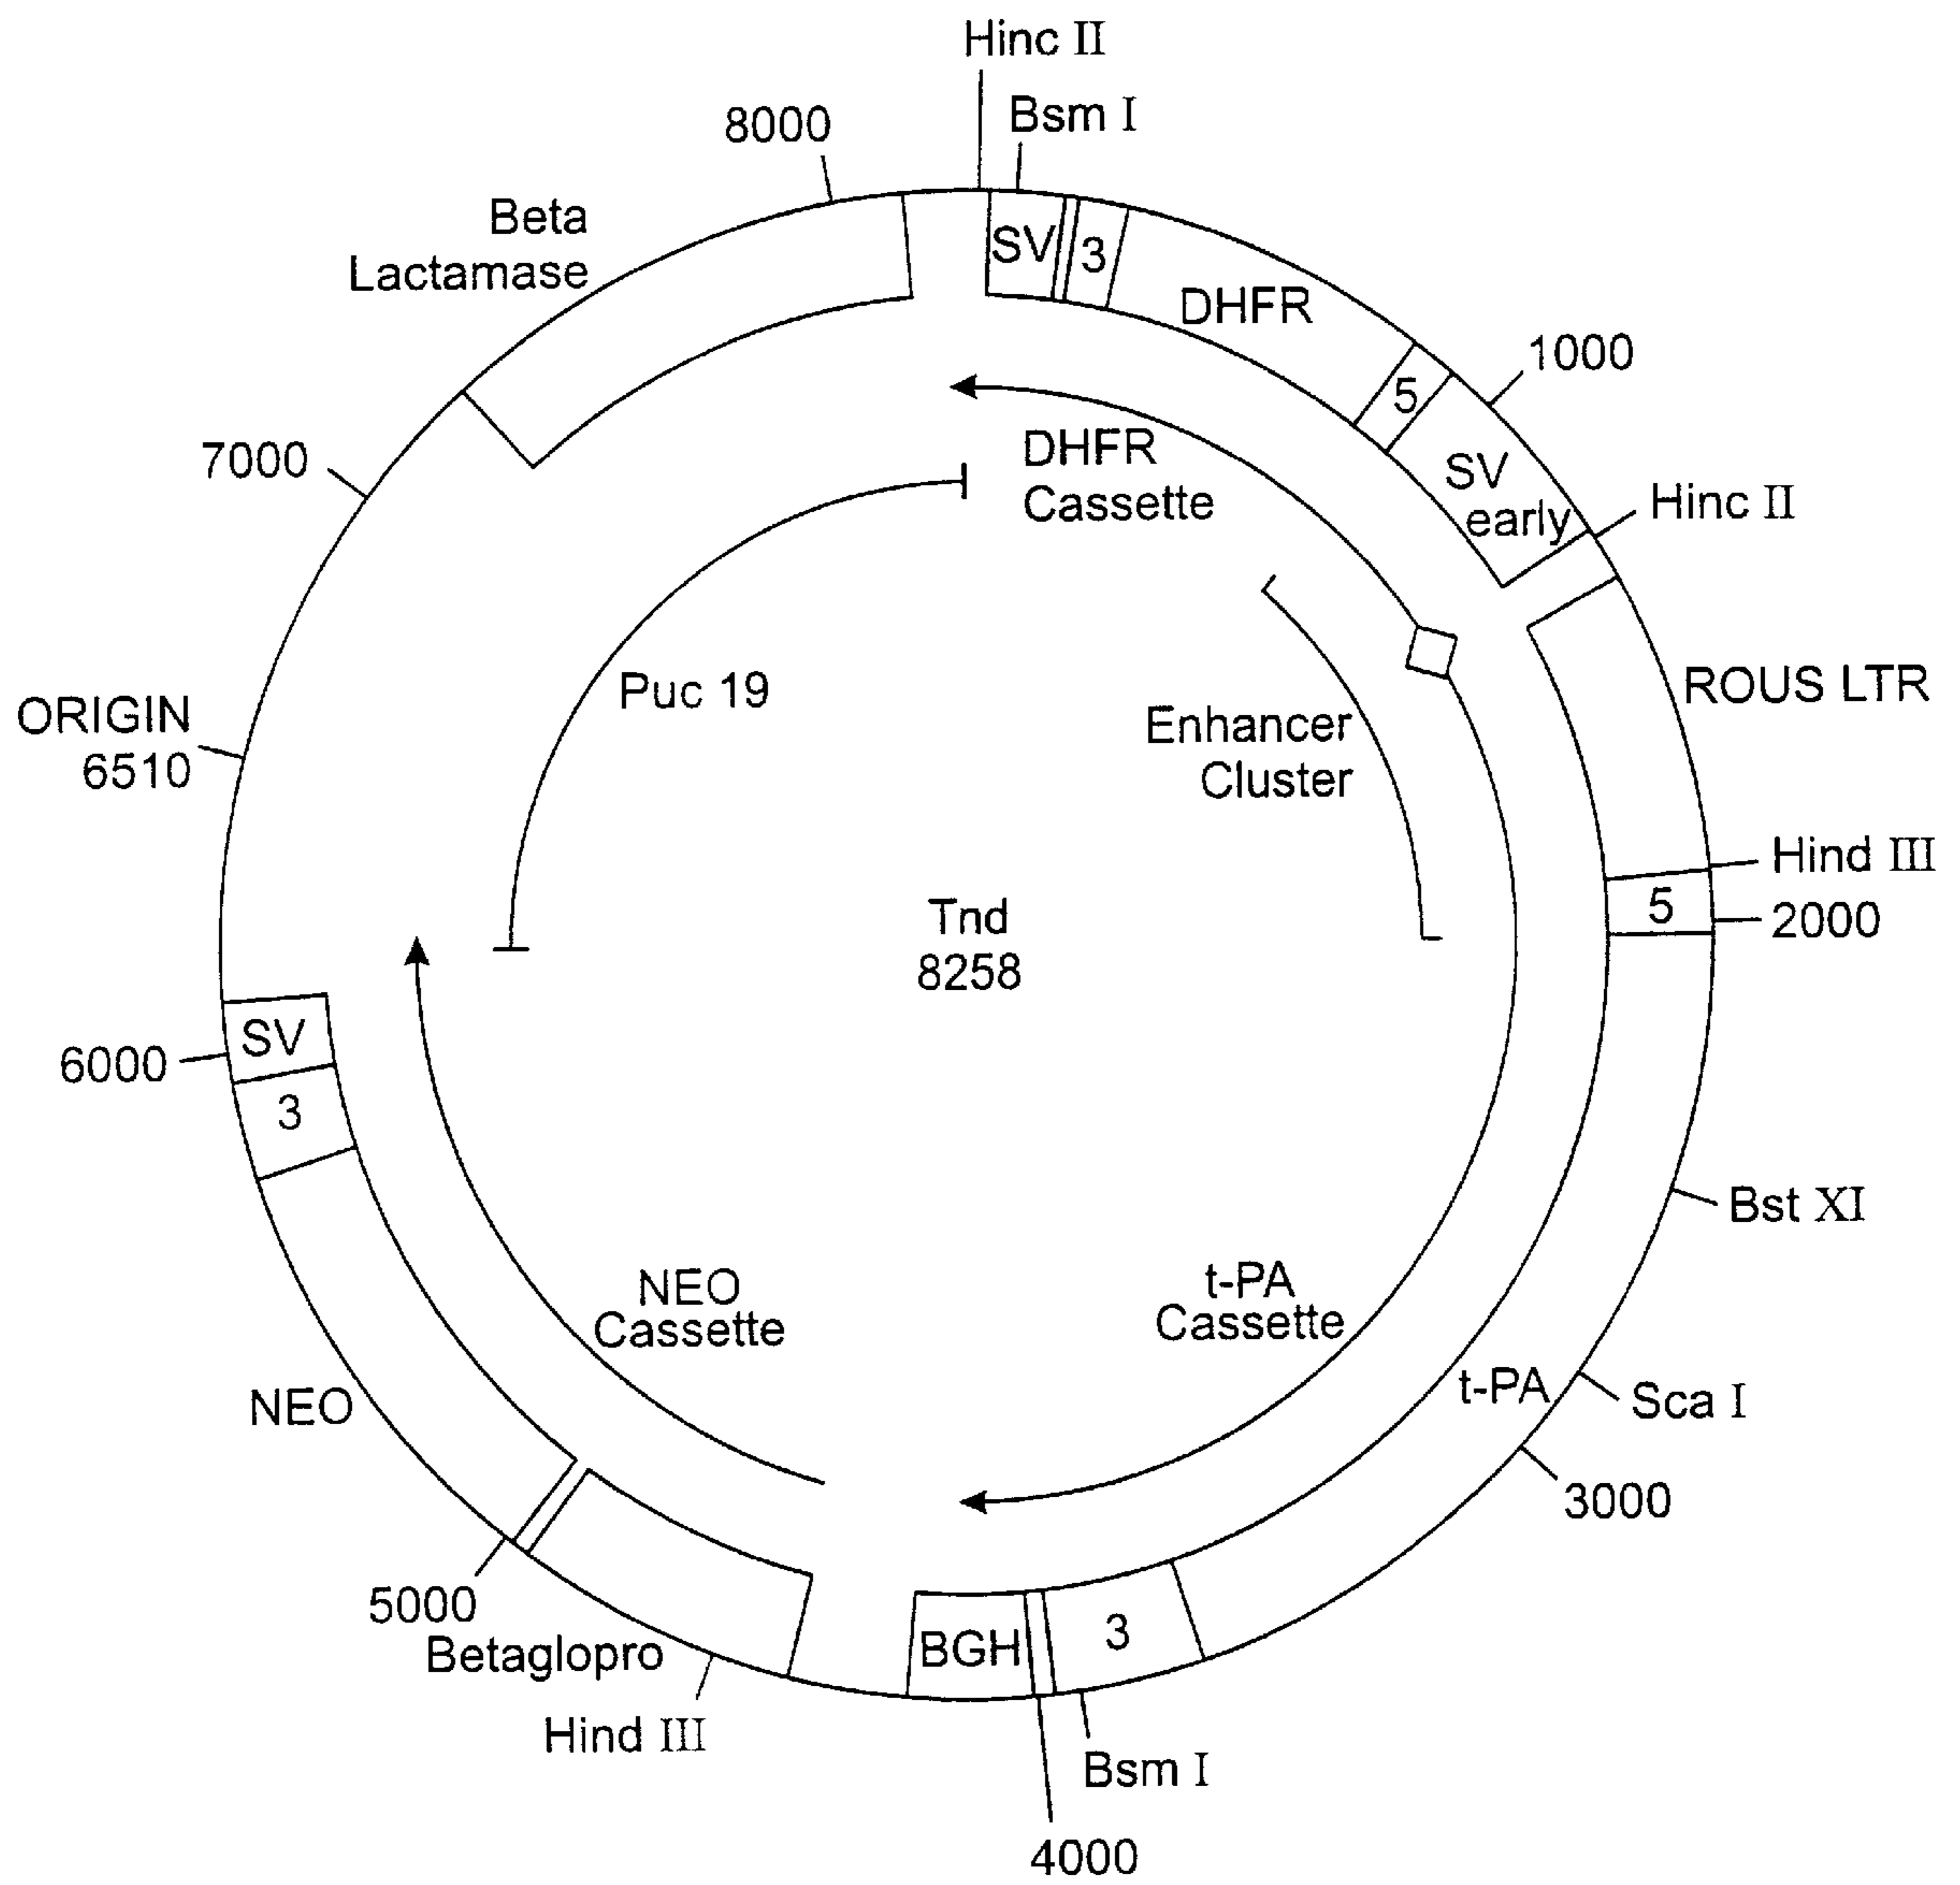 Hinc II
Bsm I
8000
Beta
Lactamase
SV
3
DHFR
1000
5
SV
early
Hinc II
7000
DHFR
Cassette
Puc 19
Enhancer
Cluster
ROUS LTR
ORIGIN
6510
Hind III
5
2000
Tnd
8258
SV
6000
3
Bst XI
NEO
Cassette
t-PA
Cassette
NEO
t-PA
Sca I
3000
5000
Betaglopro
BGH
3
Hind III
Bsm I
4000